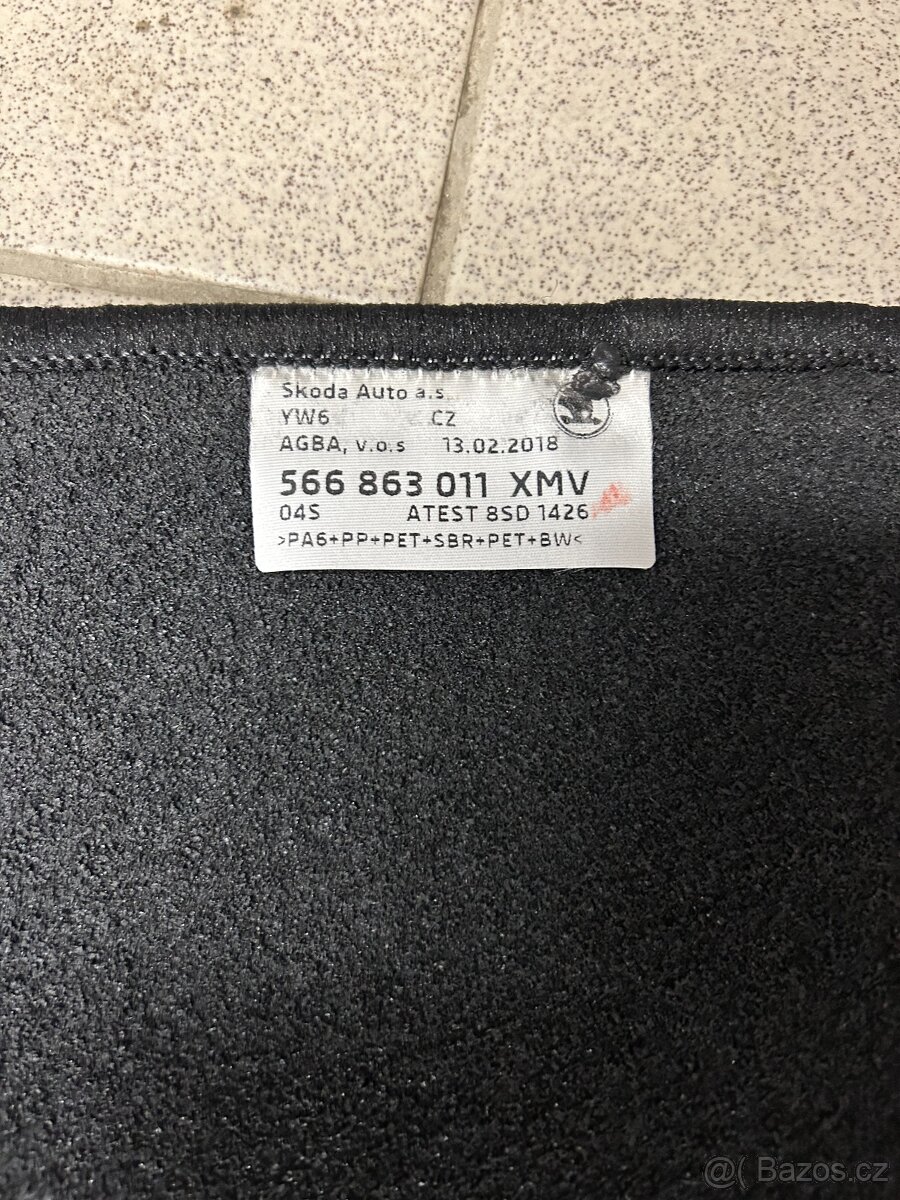 Skoda Auto a.s
YW6 CZ
AGBA, v.o.s 13.02.2018
566 863 011 XMV
04S ATEST 8SD 1426
>PA6+PP+PET+SBR+PET+BW<
@( Bazos.cz